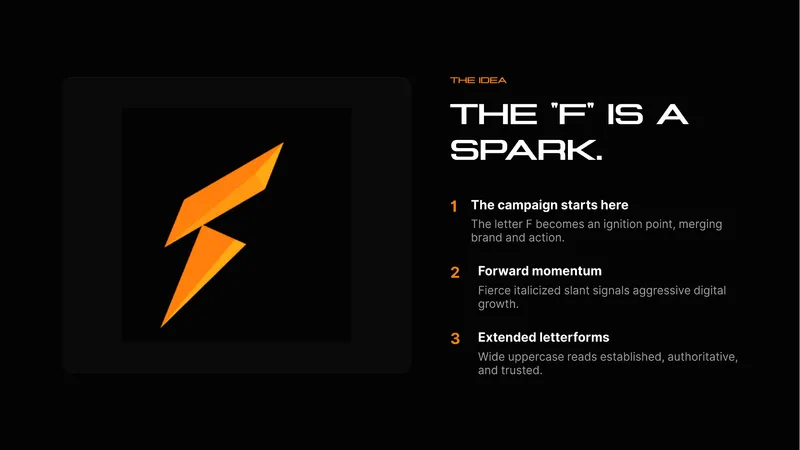 THE IDEA
THE "F" IS A
SPARK.
1 The campaign starts here
The letter F becomes an ignition point, merging
brand and action.
2 Forward momentum
Fierce italicized slant signals aggressive digital
growth.
3 Extended letterforms
Wide uppercase reads established, authoritative,
and trusted.